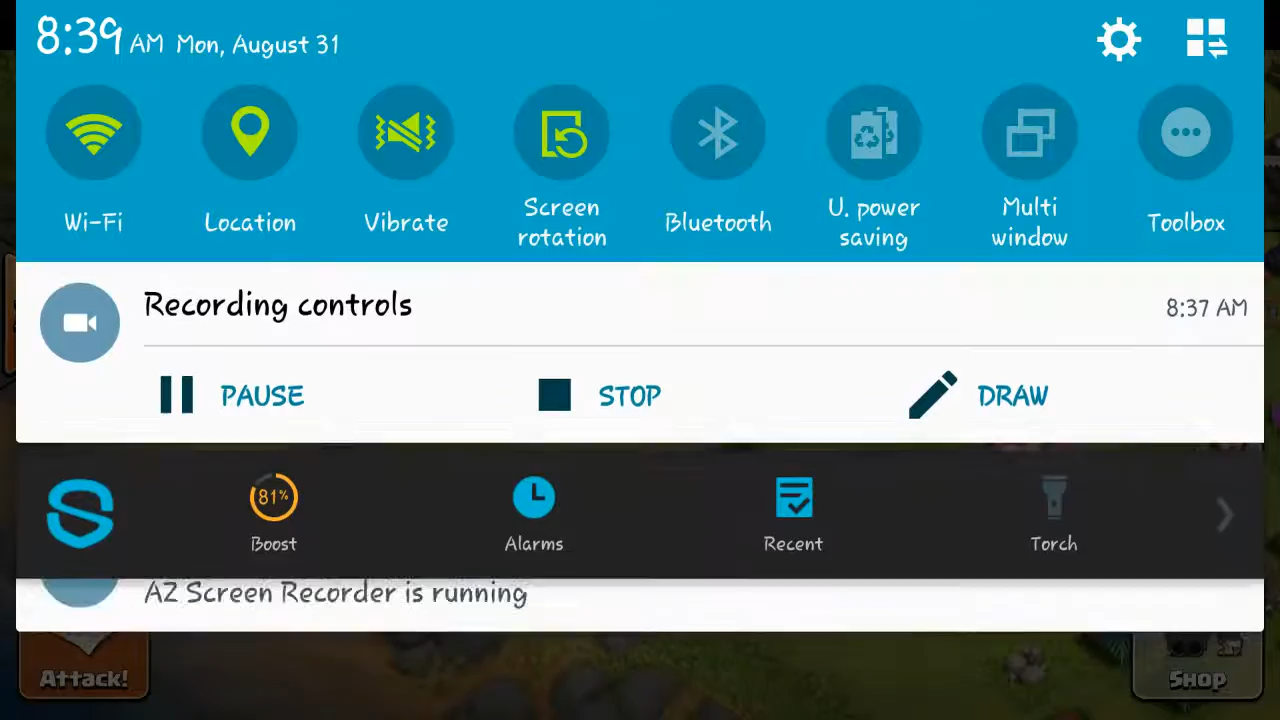 8:39 AM Mon, August 31
Wi-Fi
Location
Vibrate
Screen
rotation
Bluetooth
U. power
saving
Multi
window
Toolbox
Recording controls
8:37 AM
PAUSE
STOP
DRAW
81%
Boost
Alarms
Recent
Torch
AZ Screen Recorder is running
Attack!
Shop